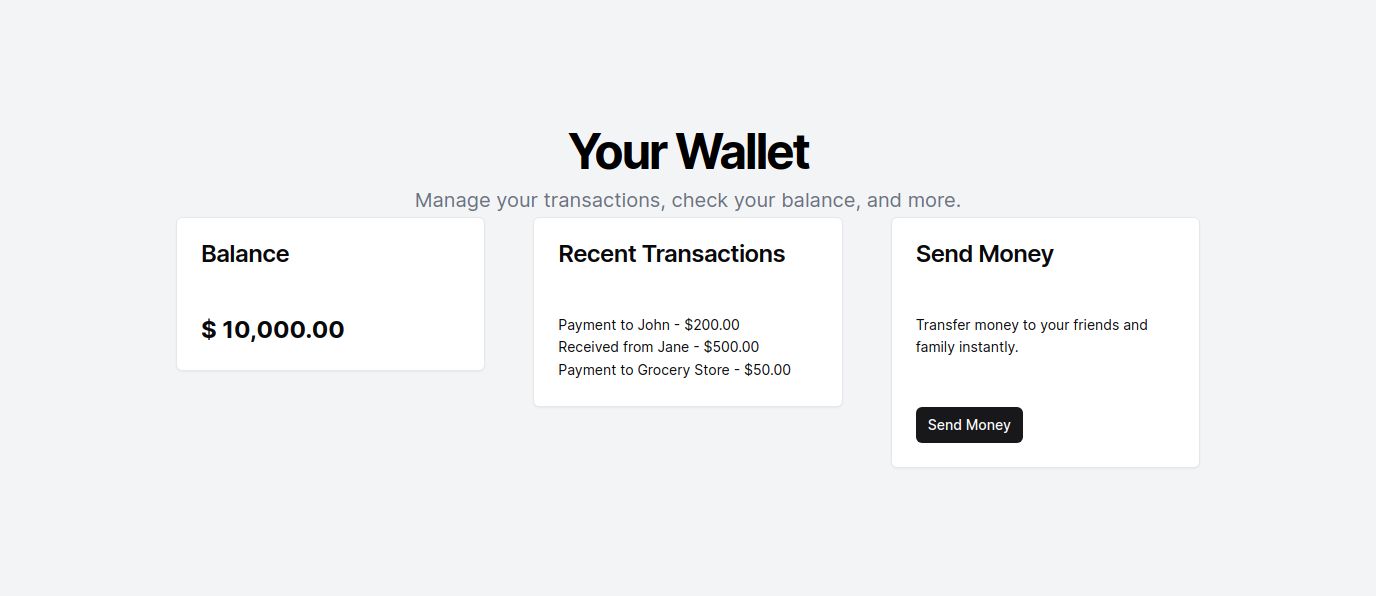 Your Wallet
Manage your transactions, check your balance, and more.
Balance
$ 10,000.00
Recent Transactions
Payment to John - $200.00
Received from Jane - $500.00
Payment to Grocery Store - $50.00
Send Money
Transfer money to your friends and
family instantly.
Send Money